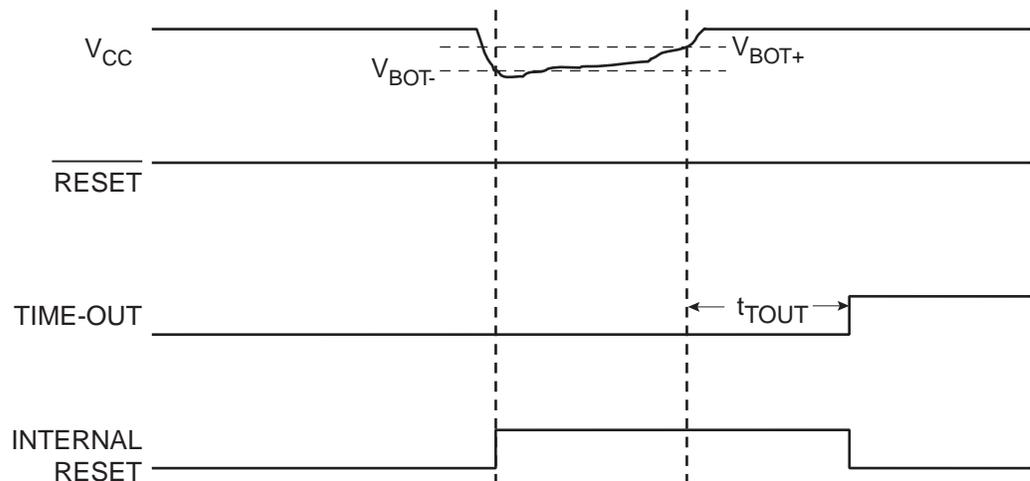 VCC
VBOT-
VBOT+
RESET
TIME-OUT
tTOUT
INTERNAL
RESET